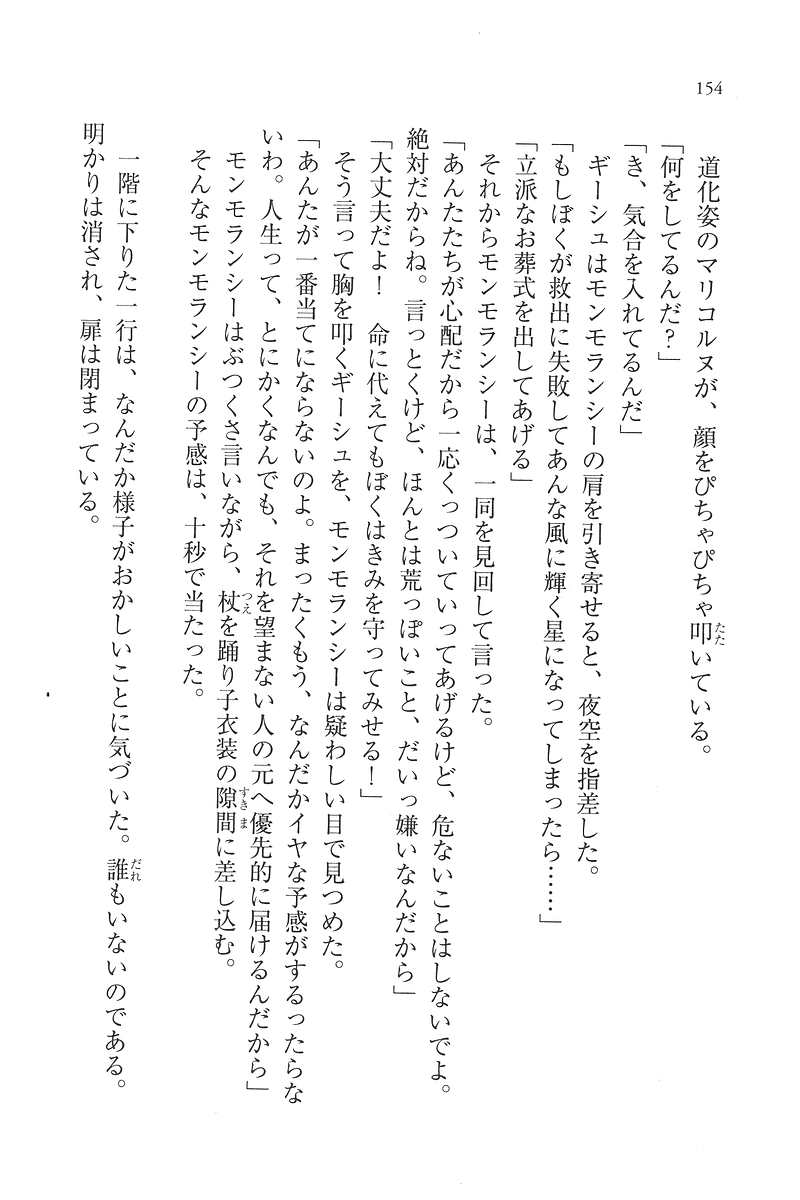 154
道化姿のマリコルヌが、顔をぴちゃぴちゃ叩いている。
「何をしてるんだ？」
「き、気合を入れてるんだ」
ギーシュはモンモランシーの肩を引き寄せると、夜空を指差した。
「もしぼくが救出に失敗してあんな風に輝く星になってしまったら……」
「立派なお葬式を出してあげる」
それからモンモランシーは、一同を見回して言った。
「あんたたちが心配だから一応くっついていってあげるけど、危ないことはしないでよ。
絶対だからね。言っとくけど、ほんとは荒っぽいこと、だいっ嫌いなんだから」
「大丈夫だよ！　命に代えてもぼくはきみを守ってみせる！」
そう言って胸を叩くギーシュを、モンモランシーは疑わしい目で見つめた。
「あんたが一番当てにならないのよ。まったくもう、なんだかイヤな予感がするったらな
いわ。人生って、とにかくなんでも、それを望まない人の元へ優先的に届けるんだから」
モンモランシーはぶつくさ言いながら、杖を踊り子衣装の隙間に差し込む。
そんなモンモランシーの予感は、十秒で当たった。
一階に下りた一行は、なんだか様子がおかしいことに気づいた。誰もいないのである。
明かりは消され、扉は閉まっている。